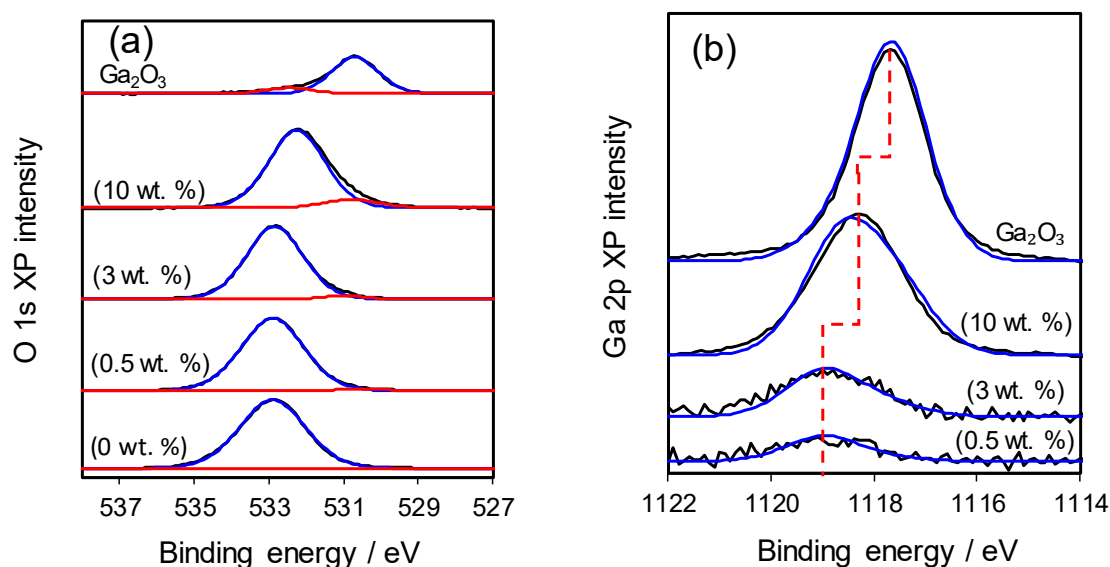 (a)
Ga₂O₃
(10 wt. %)
(3 wt. %)
(0.5 wt. %)
(0 wt. %)
O 1s XP intensity
537 535 533 531 529 527
Binding energy / eV
(b)
Ga₂O₃
(10 wt. %)
(3 wt. %)
(0.5 wt. %)
Ga 2p XP intensity
1122 1120 1118 1117 1116 1114
Binding energy / eV